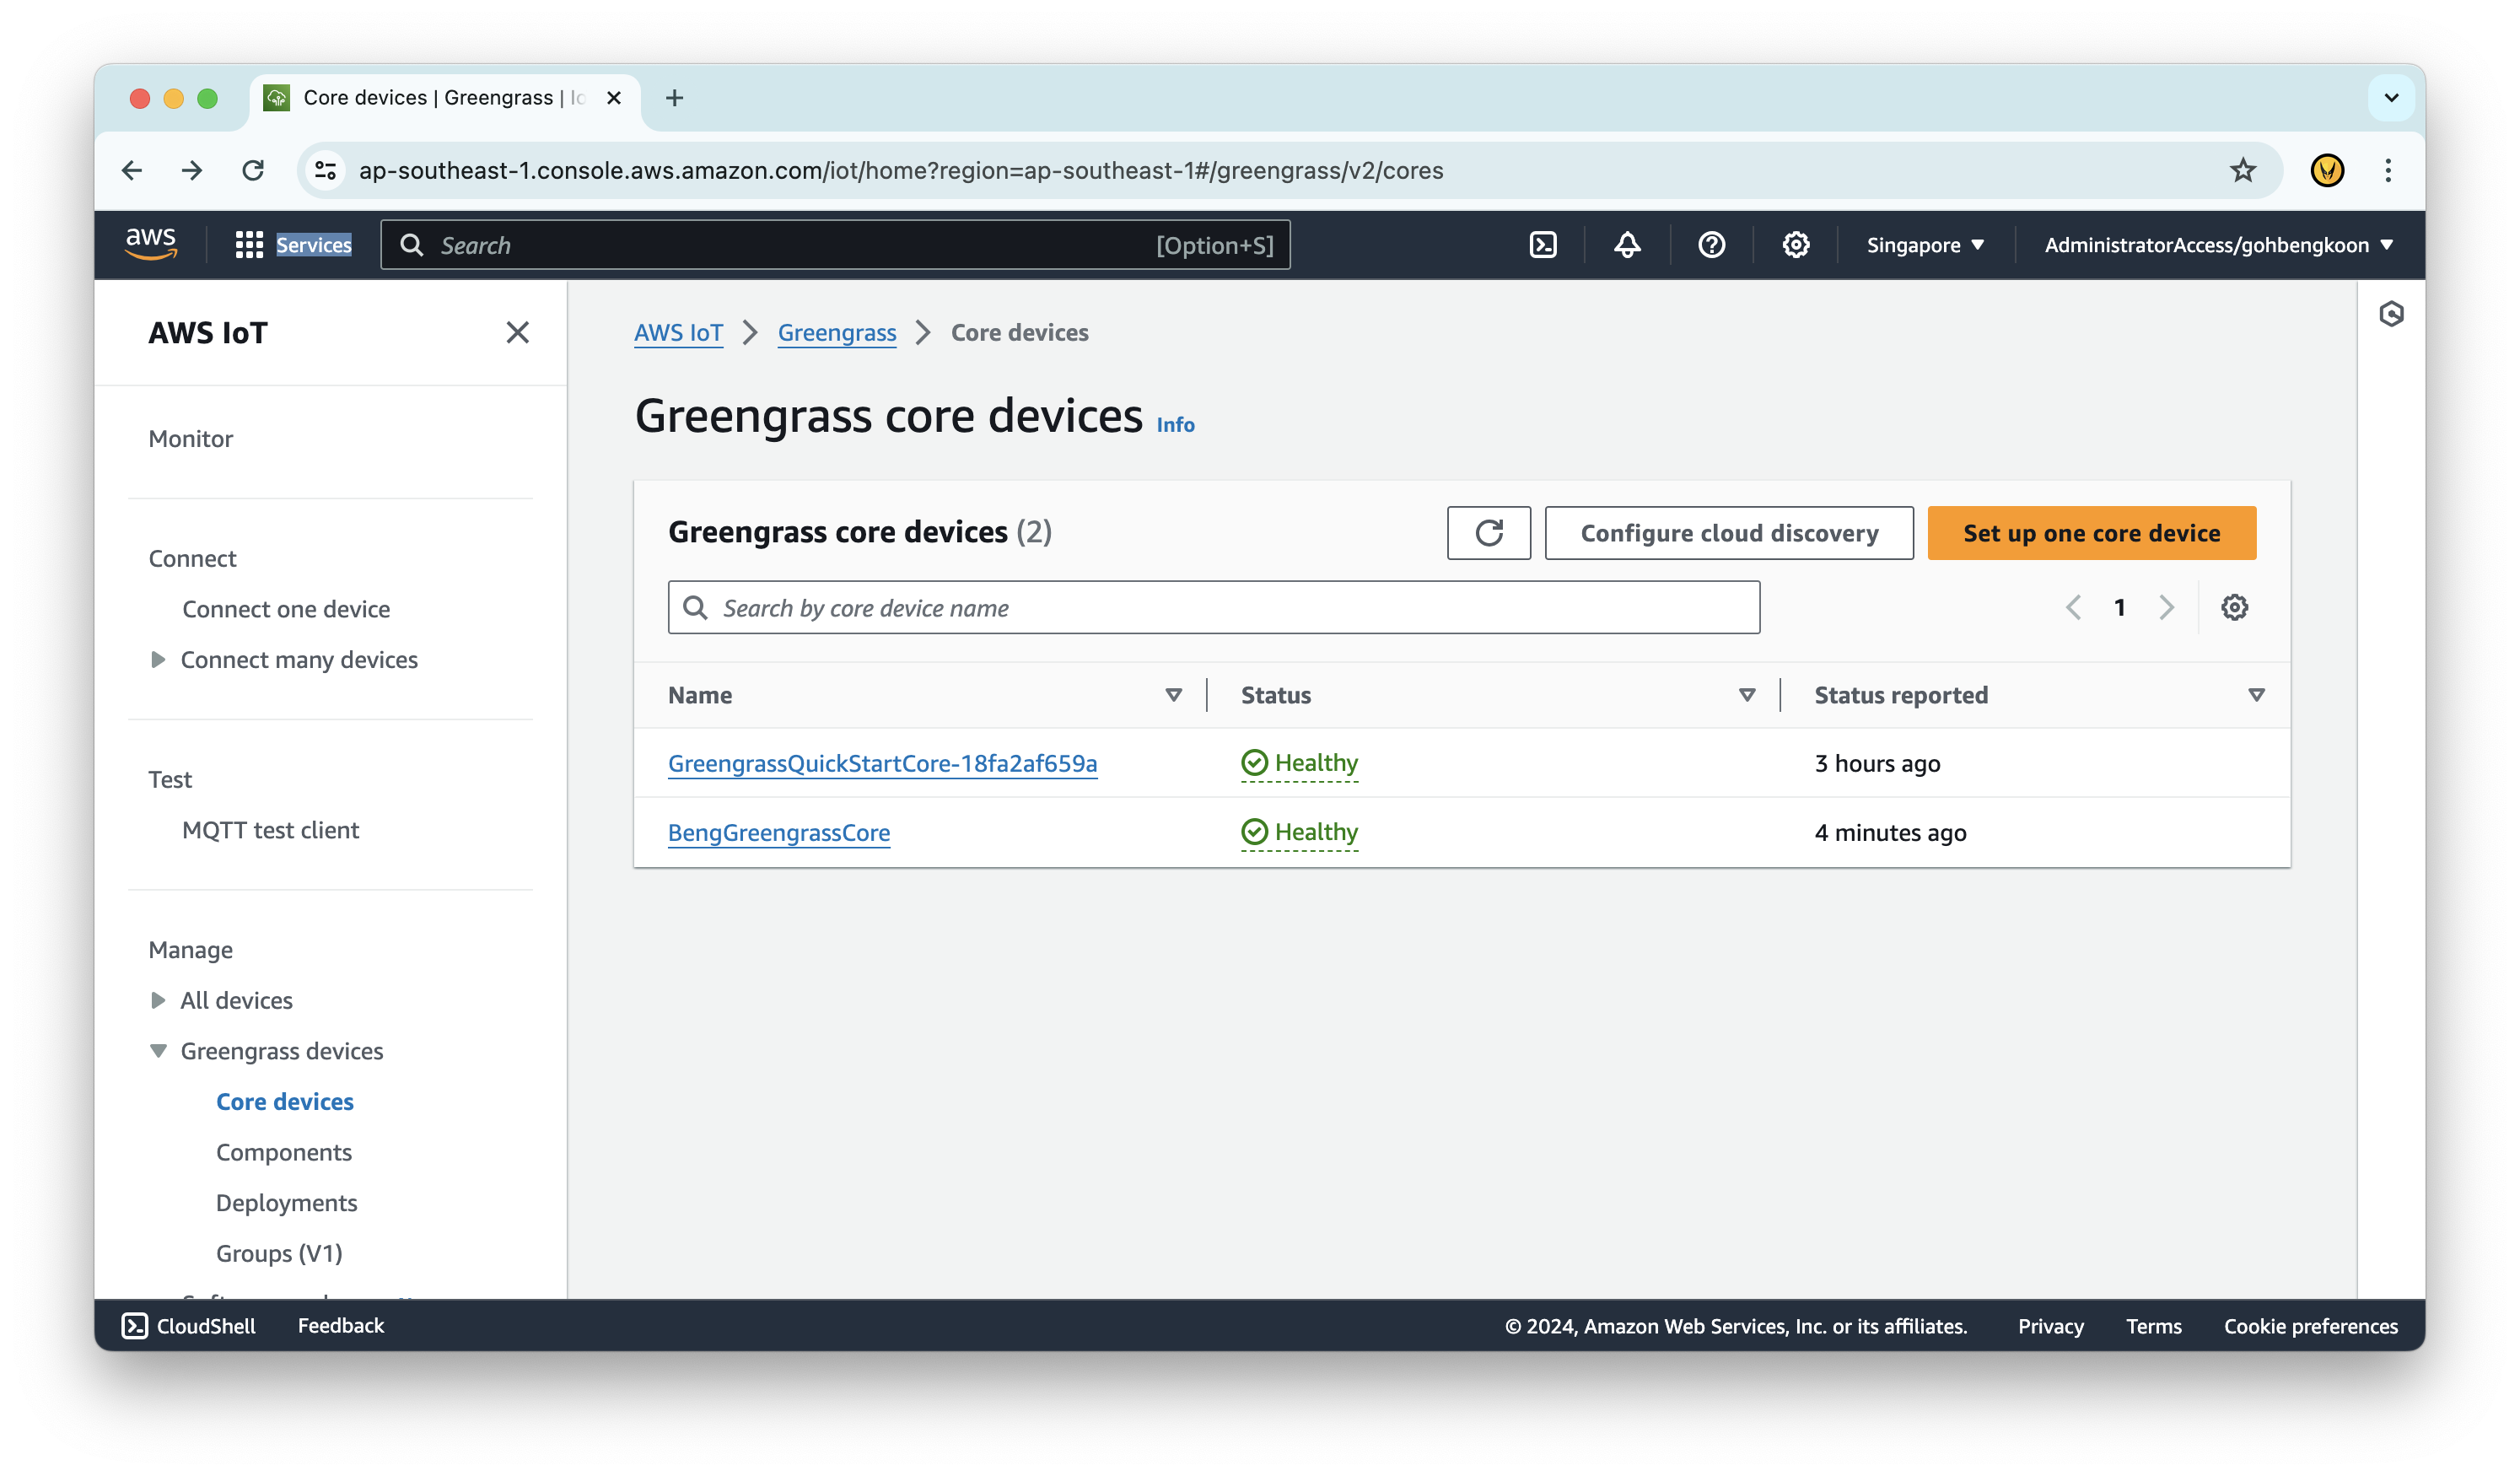 Core devices | Greengrass |
ap-southeast-1.console.aws.amazon.com/iot/home?region=ap-southeast-1#/greengrass/v2/cores
aws Services Search [Option+S] Singapore AdministratorAccess/gohbengkoon
AWS IoT
Monitor
Connect
Connect one device
Connect many devices
Test
MQTT test client
Manage
All devices
Greengrass devices
Core devices
Components
Deployments
Groups (V1)
AWS IoT Greengrass Core devices
Greengrass core devices Info
Greengrass core devices (2) Configure cloud discovery Set up one core device
Search by core device name 1
Name Status Status reported
GreengrassQuickStartCore-18fa2af659a Healthy 3 hours ago
BengGreengrassCore Healthy 4 minutes ago
CloudShell Feedback © 2024, Amazon Web Services, Inc. or its affiliates. Privacy Terms Cookie preferences